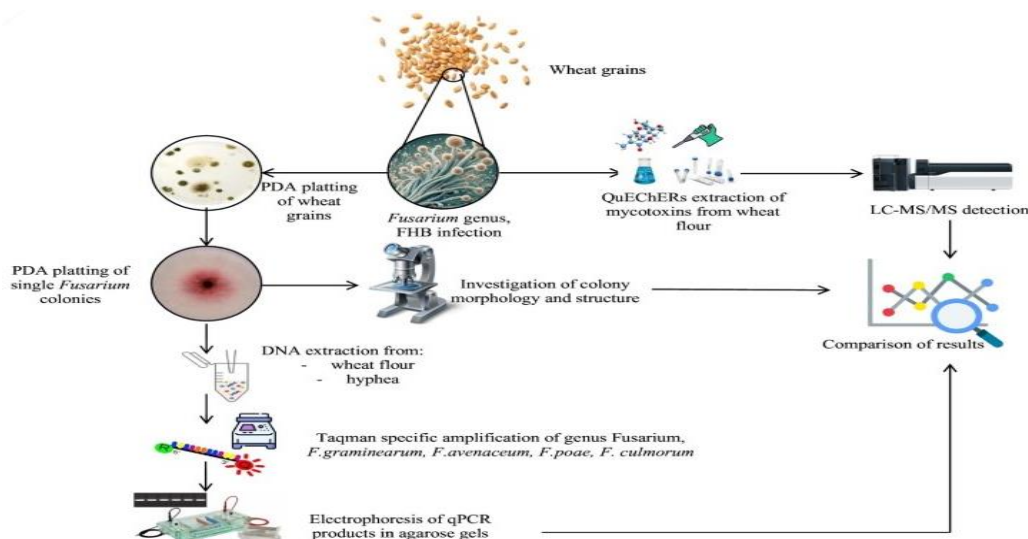 Wheat grains
PDA platting
of wheat
grains
Fusarium genus,
FHB infection
QuEChERs extraction of
mycotoxins from wheat
flour
LC-MS/MS detection
PDA platting of
single Fusarium
colonies
Investigation of colony
morphology and structure
Comparison of results
DNA extraction from:
- wheat flour
- hyphea
Taqman specific amplification of genus Fusarium,
F.graminearum, F.avenaceum, F.poae, F. culmorum
R
Electrophoresis of qPCR
products in agarose gels